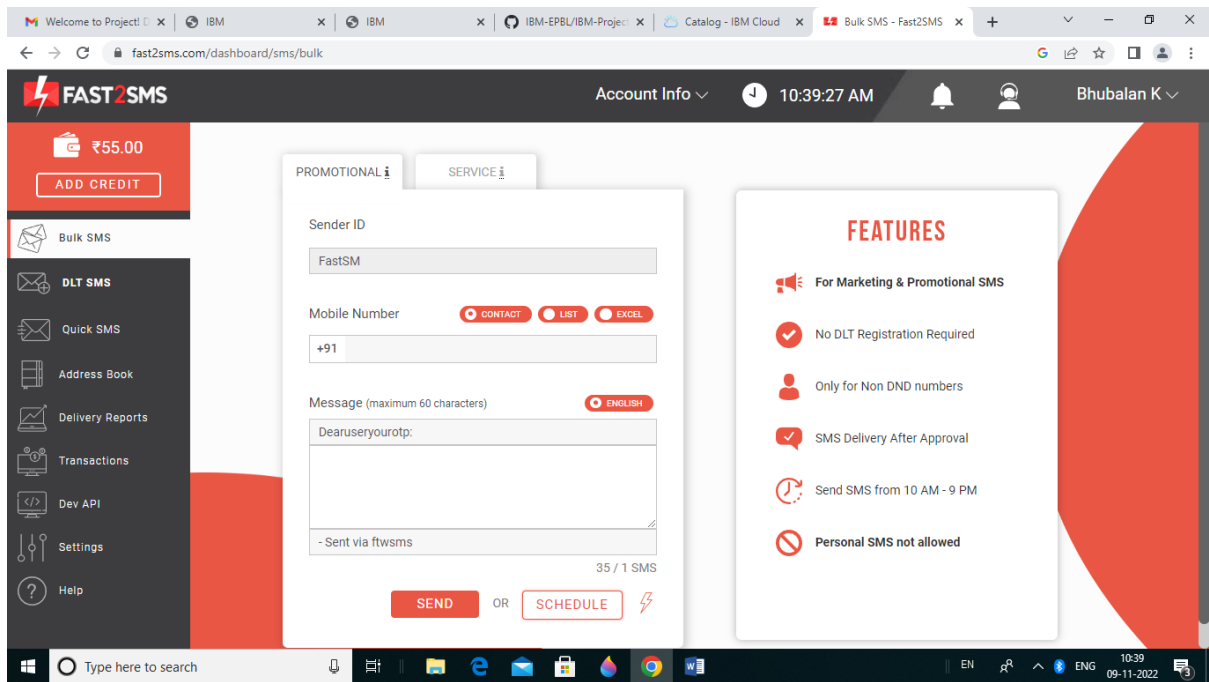 Welcome to Project! D
IBM
IBM
IBM-EPBL/IBM-Project
Catalog - IBM Cloud
Bulk SMS - Fast2SMS
fast2sms.com/dashboard/sms/bulk
FAST2SMS
Account Info
10:39:27 AM
Bhubalan K
₹55.00
ADD CREDIT
Bulk SMS
DLT SMS
Quick SMS
Address Book
Delivery Reports
Transactions
Dev API
Settings
Help
PROMOTIONAL i
SERVICE i
Sender ID
FastSM
Mobile Number
CONTACT
LIST
EXCEL
+91
Message (maximum 60 characters)
ENGLISH
Dearuseryourotp:
- Sent via ftwsms
35 / 1 SMS
SEND
OR
SCHEDULE
FEATURES
For Marketing & Promotional SMS
No DLT Registration Required
Only for Non DND numbers
SMS Delivery After Approval
Send SMS from 10 AM - 9 PM
Personal SMS not allowed
Type here to search
EN
ENG
10:39
09-11-2022
3